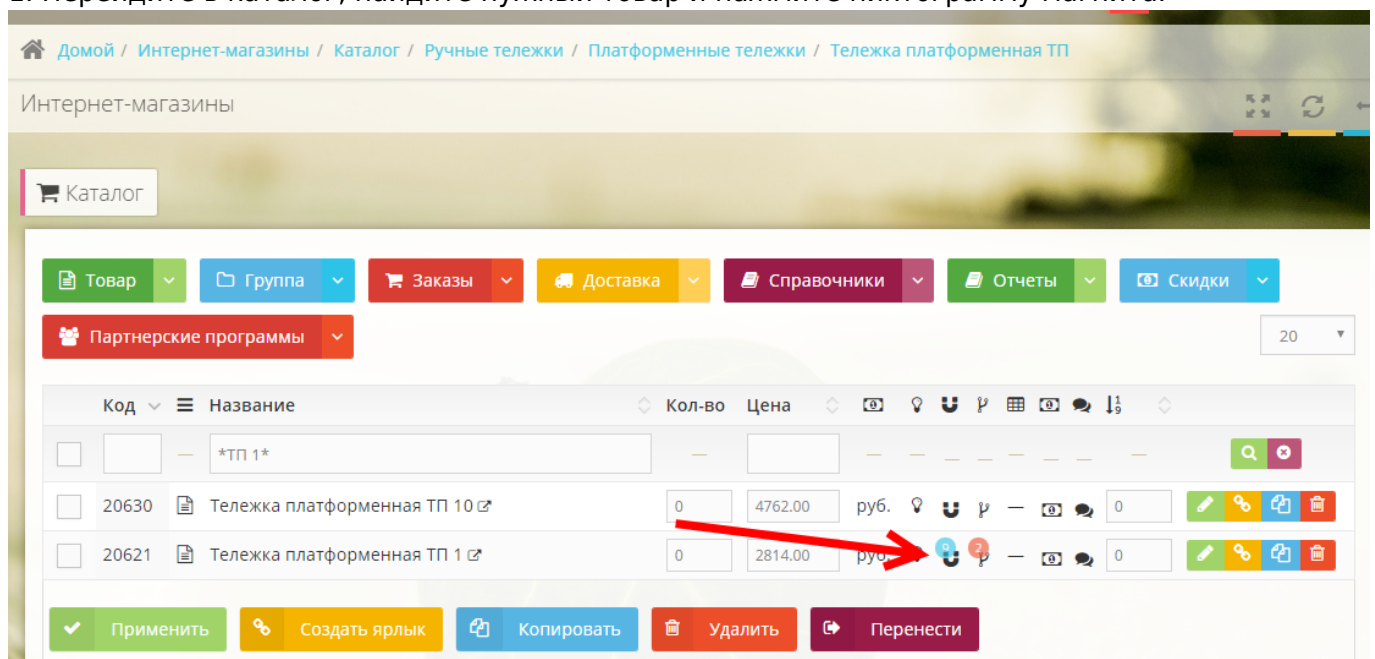 Домой / Интернет-магазины / Каталог / Ручные тележки / Платформенные тележки / Тележка платформенная ТП
Интернет-магазины
Каталог
Товар Группа Заказы Доставка Справочники Отчеты Скидки
Партнерские программы 20
Код Название Кол-во Цена
— *ТП 1* — — — — — — — — —
20630 Тележка платформенная ТП 10 0 4762.00 руб. — 0
20621 Тележка платформенная ТП 1 0 2814.00 руб. 9 2 — 0
Применить Создать ярлык Копировать Удалить Перенести